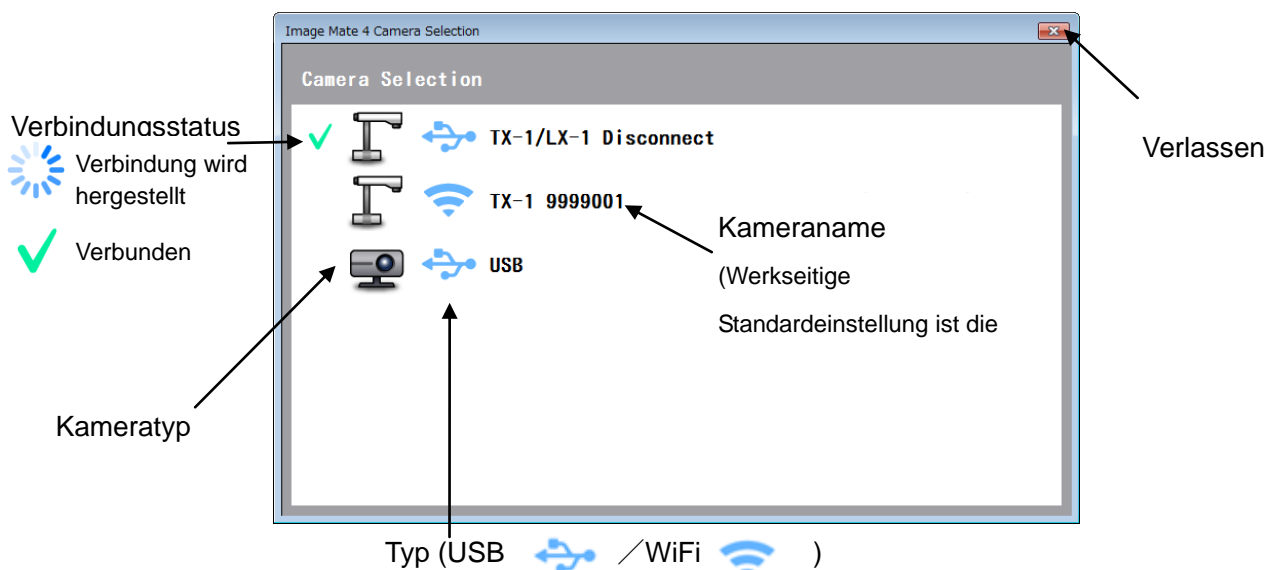 Image Mate 4 Camera Selection
Camera Selection
Verbindungsstatus
Verbindung wird
hergestellt
Verbunden
TX-1/LX-1 Disconnect
TX-1 9999001
USB
Verlassen
Kameraname
(Werkseitige
Standardeinstellung ist die
Kameratyp
Typ (USB ／WiFi )